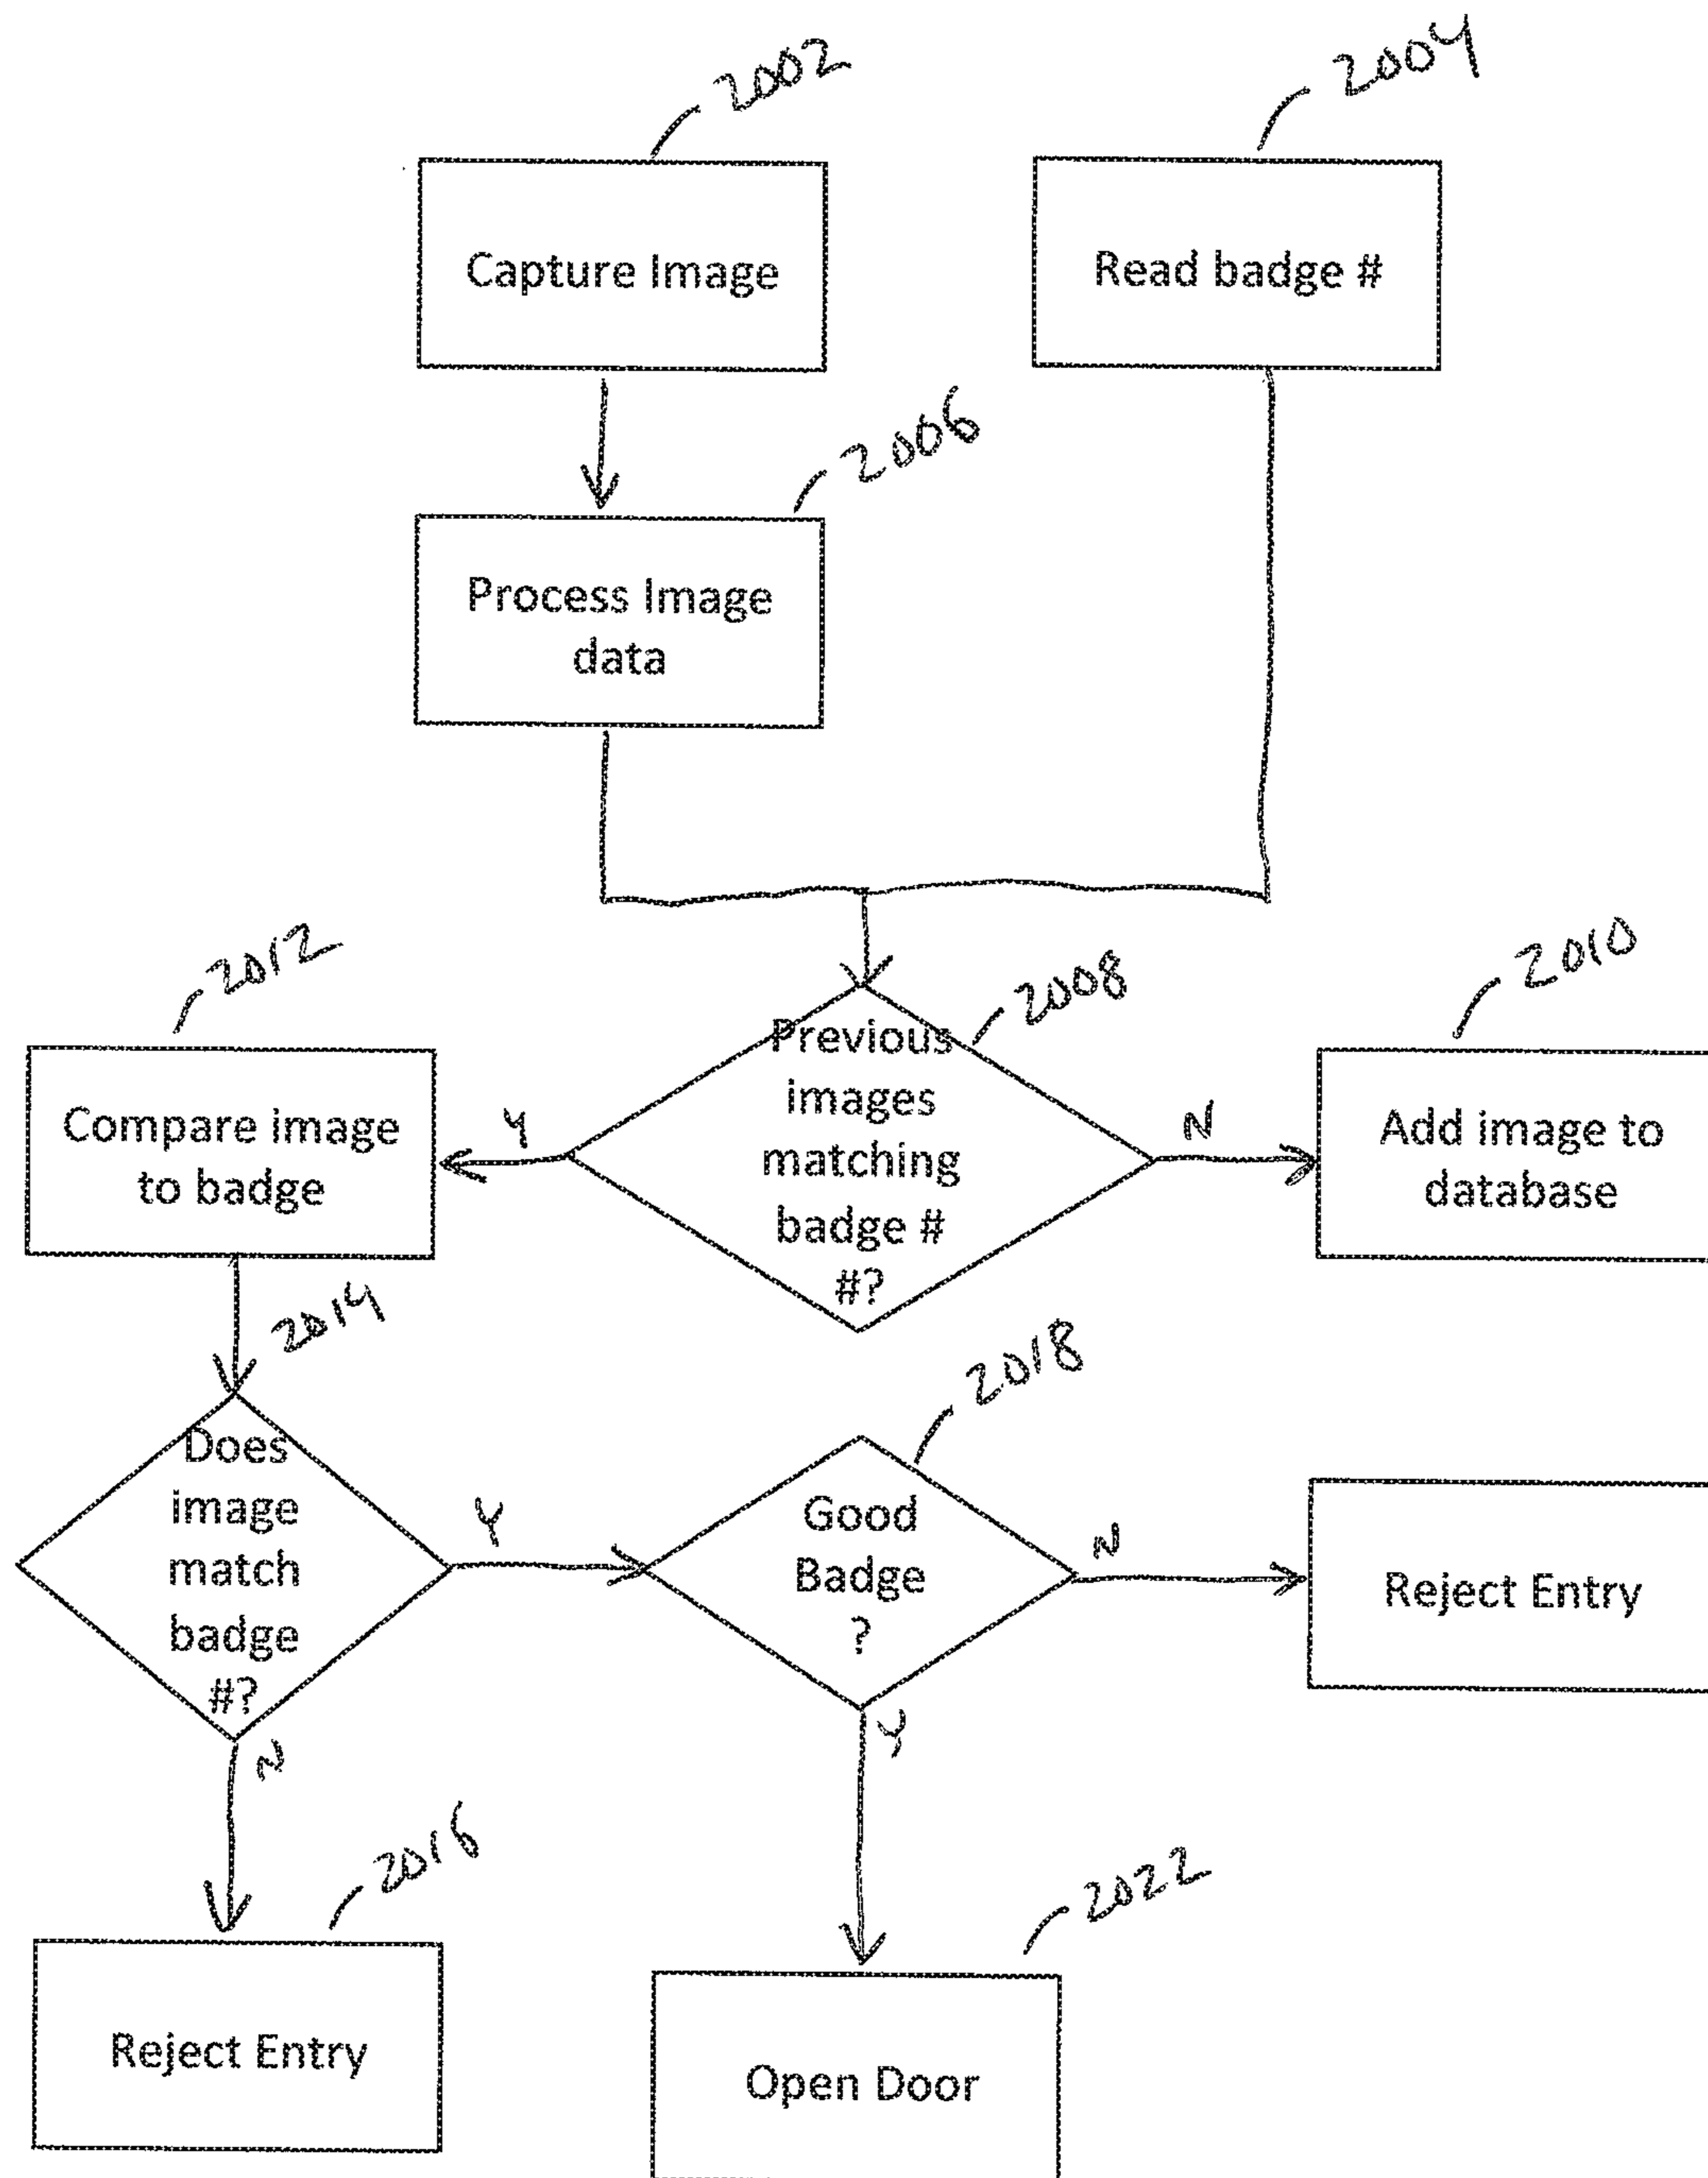 2002
2004
Capture Image
Read badge #
2006
Process Image
data
2012
2008
2010
Previous
images
matching
badge #
#?
Y
N
Compare image
to badge
Add image to
database
2014
2018
Does
image
match
badge
#?
Y
Good
Badge
?
N
Reject Entry
N
Y
2016
2022
Reject Entry
Open Door